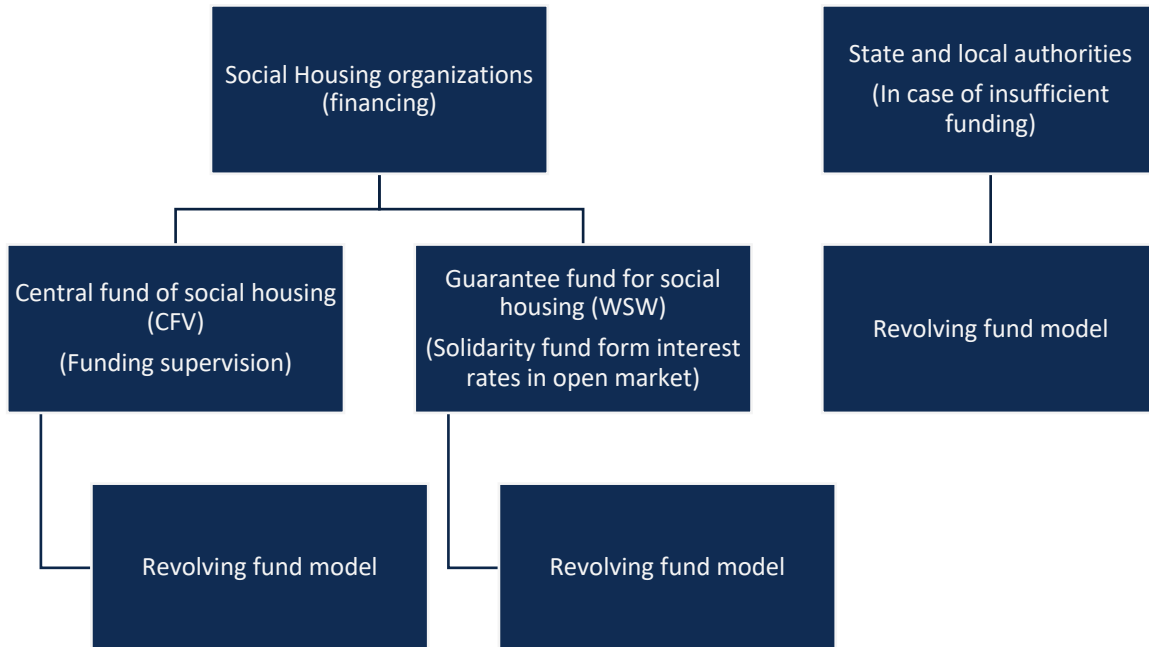 Social Housing organizations
(financing)
State and local authorities
(In case of insufficient
funding)
Central fund of social housing
(CFV)
(Funding supervision)
Guarantee fund for social
housing (WSW)
(Solidarity fund form interest
rates in open market)
Revolving fund model
Revolving fund model
Revolving fund model